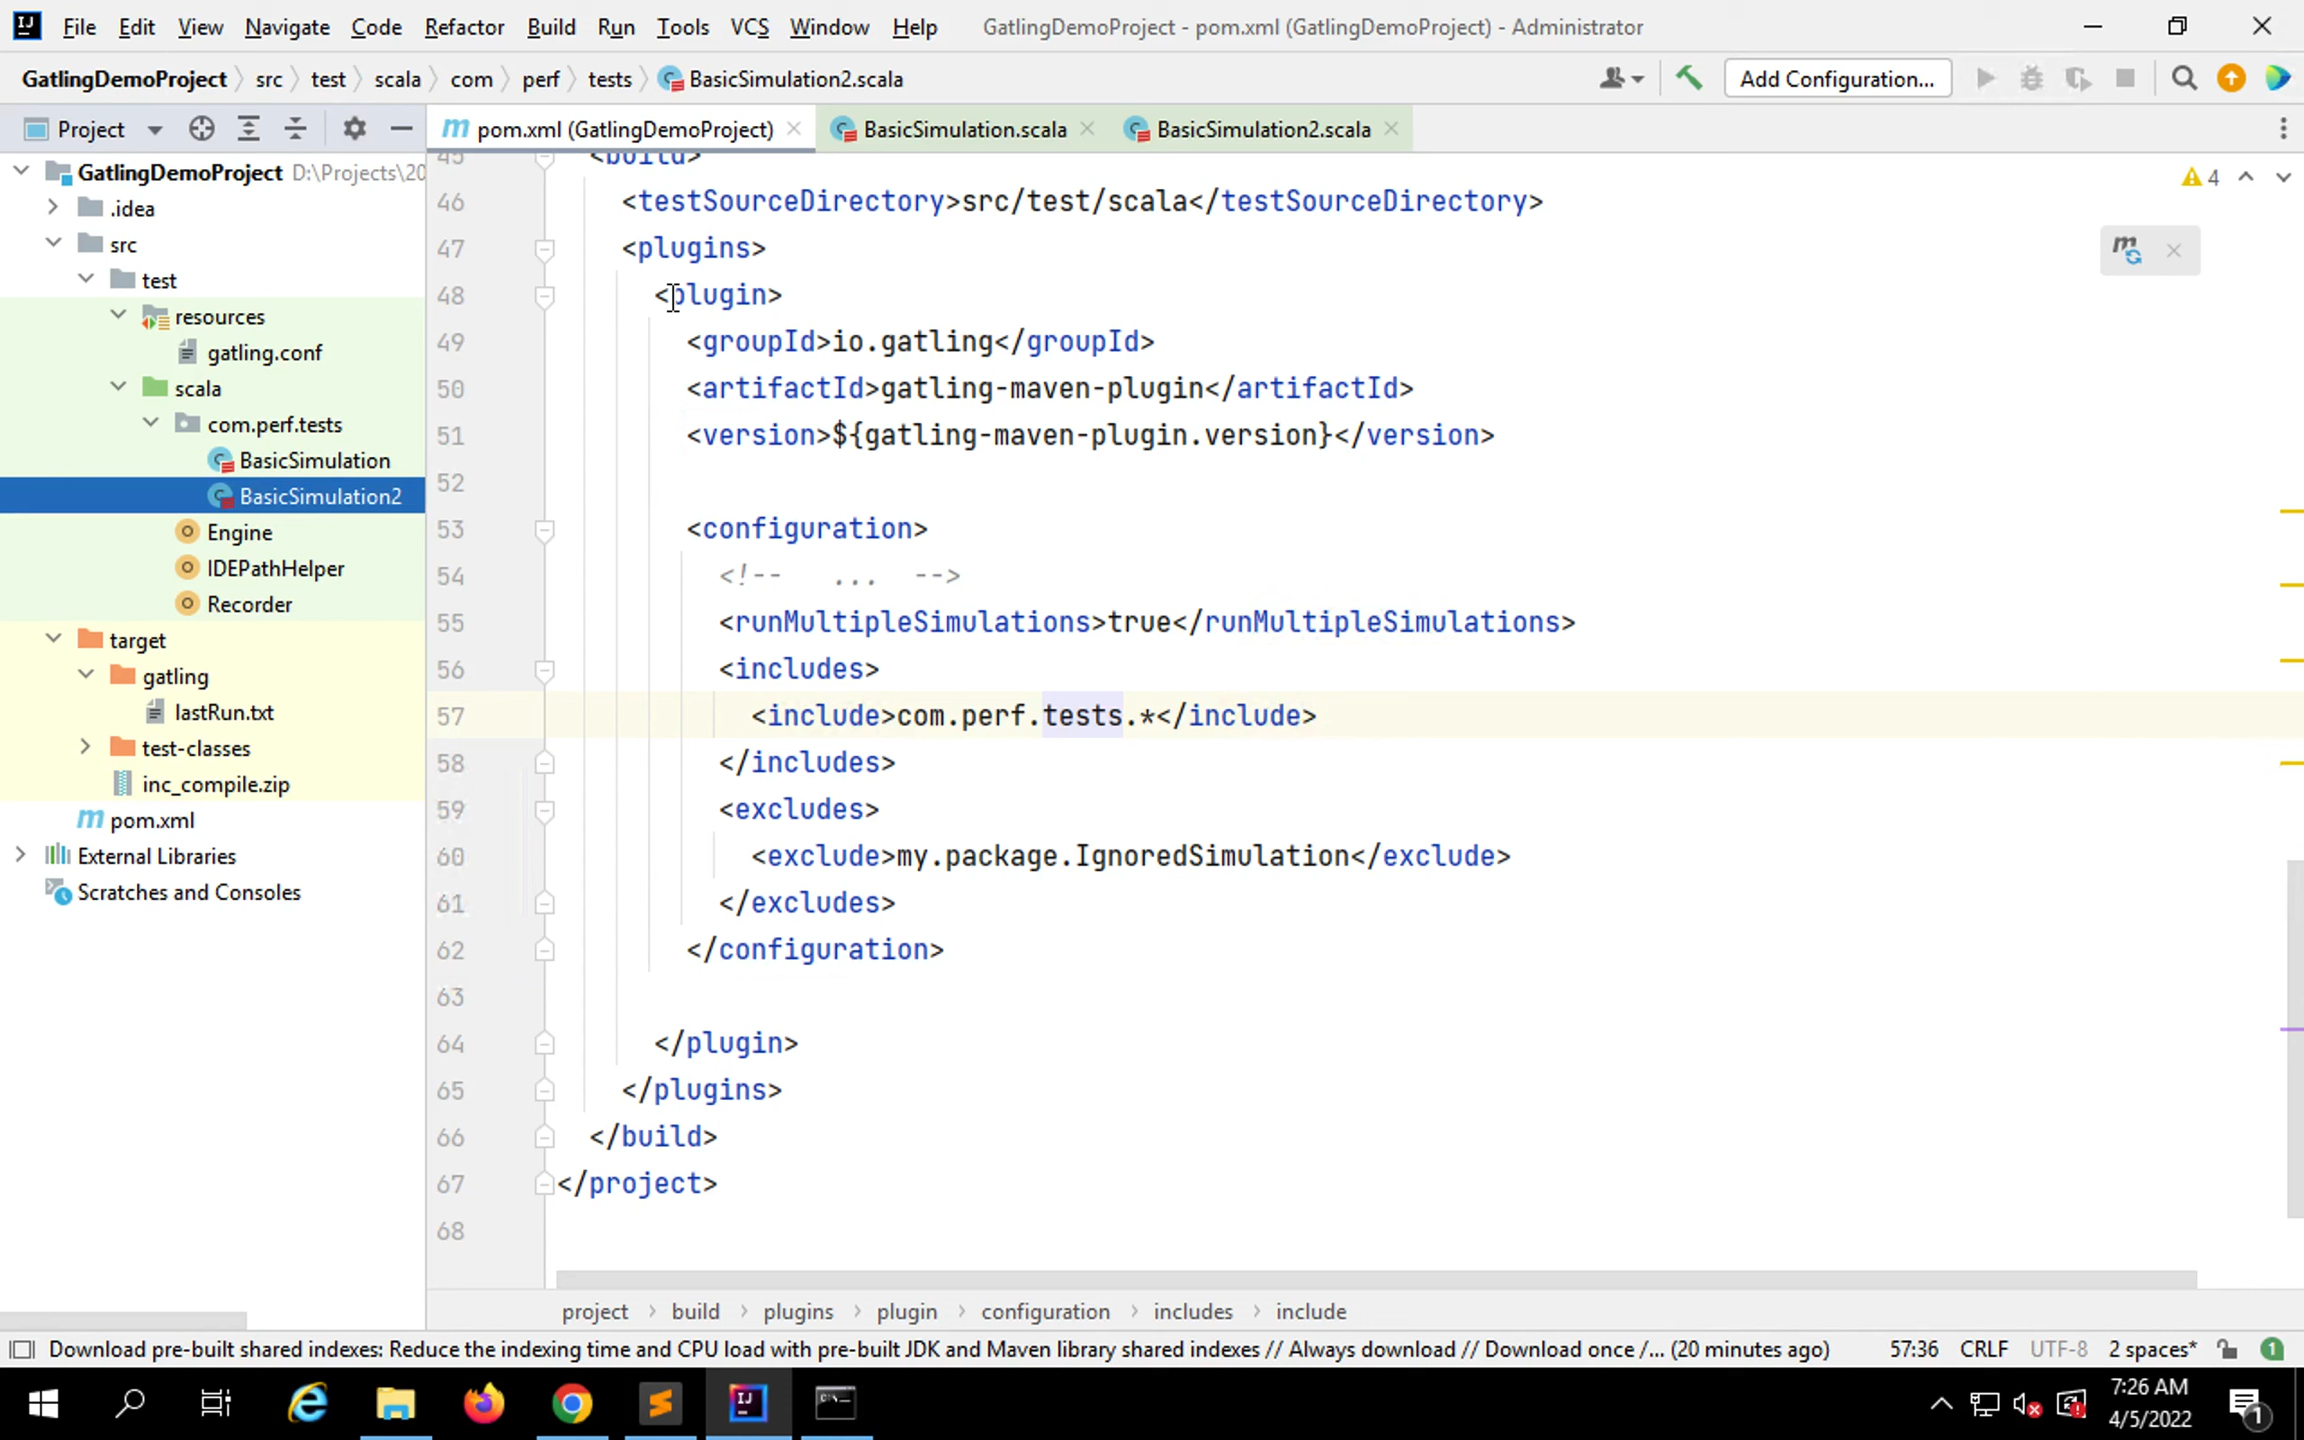 File Edit View Navigate Code Refactor Build Run Tools VCS Window Help GatlingDemoProject - pom.xml (GatlingDemoProject) - Administrator
GatlingDemoProject src test scala com perf tests BasicSimulation2.scala Add Configuration...
Project pom.xml (GatlingDemoProject) BasicSimulation.scala BasicSimulation2.scala
GatlingDemoProject D:\Projects\20
.idea
src
test
resources
gatling.conf
scala
com.perf.tests
BasicSimulation
BasicSimulation2
Engine
IDEPathHelper
Recorder
target
gatling
lastRun.txt
test-classes
inc_compile.zip
pom.xml
External Libraries
Scratches and Consoles
4
45 <build>
46 <testSourceDirectory>src/test/scala</testSourceDirectory>
47 <plugins>
48 <plugin>
49 <groupId>io.gatling</groupId>
50 <artifactId>gatling-maven-plugin</artifactId>
51 <version>${gatling-maven-plugin.version}</version>
52
53 <configuration>
54 <!-- ... -->
55 <runMultipleSimulations>true</runMultipleSimulations>
56 <includes>
57 <include>com.perf.tests.*</include>
58 </includes>
59 <excludes>
60 <exclude>my.package.IgnoredSimulation</exclude>
61 </excludes>
62 </configuration>
63
64 </plugin>
65 </plugins>
66 </build>
67 </project>
68
project build plugins plugin configuration includes include
Download pre-built shared indexes: Reduce the indexing time and CPU load with pre-built JDK and Maven library shared indexes // Always download // Download once /... (20 minutes ago) 57:36 CRLF UTF-8 2 spaces* 1
7:26 AM
4/5/2022
1